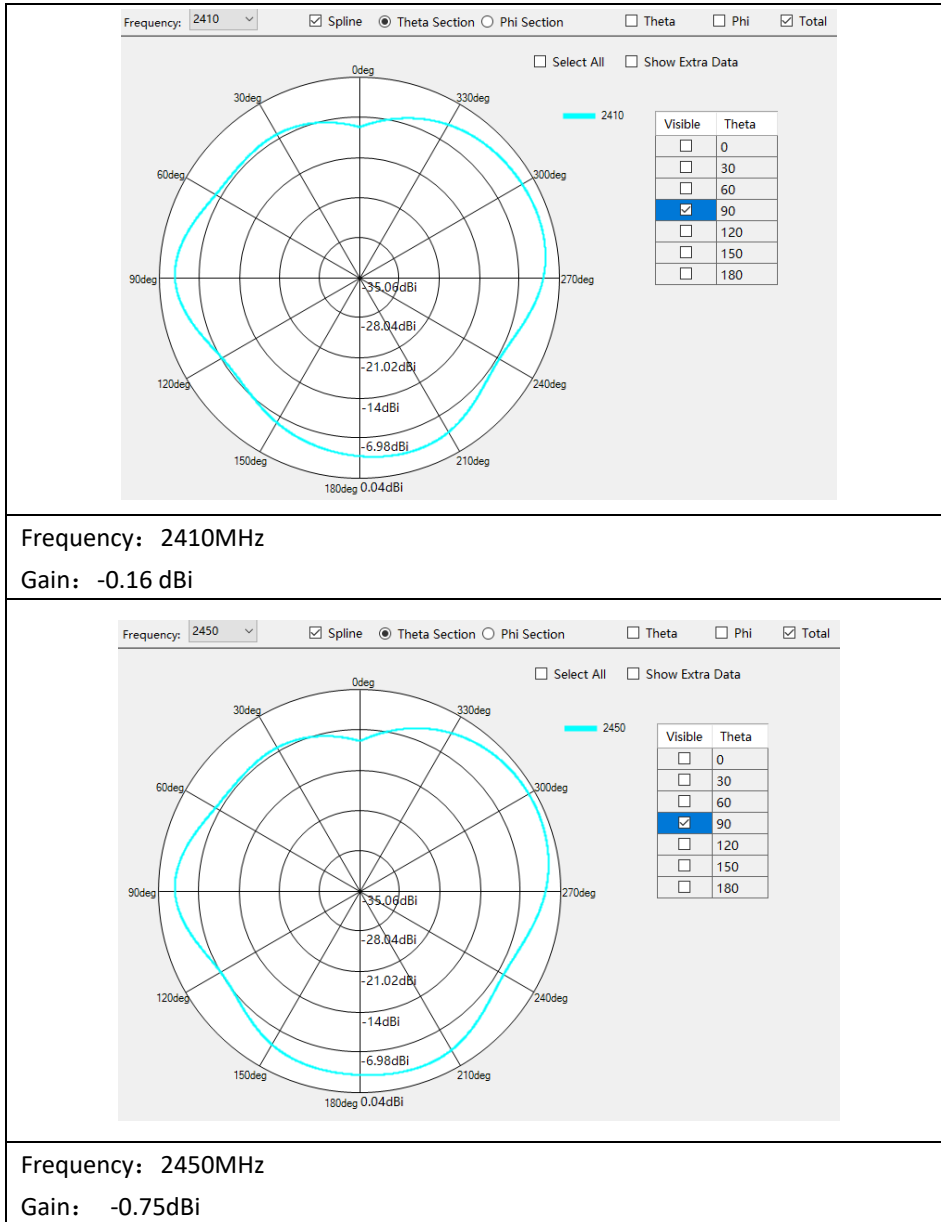 Frequency: 2410 Spline Theta Section Phi Section Theta Phi Total
Select All Show Extra Data
0deg
30deg 330deg
2410
Visible Theta
0
30
60deg 300deg
60
90
120
150
90deg 270deg
180
-35.06dBi
-28.04dBi
-21.02dBi
120deg 240deg
-14dBi
-6.98dBi
150deg 210deg
180deg 0.04dBi
Frequency：2410MHz
Gain：-0.16 dBi
Frequency: 2450 Spline Theta Section Phi Section Theta Phi Total
Select All Show Extra Data
0deg
30deg 330deg
2450
Visible Theta
0
30
60deg 300deg
60
90
120
150
90deg 270deg
180
-35.06dBi
-28.04dBi
-21.02dBi
120deg 240deg
-14dBi
-6.98dBi
150deg 210deg
180deg 0.04dBi
Frequency：2450MHz
Gain： -0.75dBi